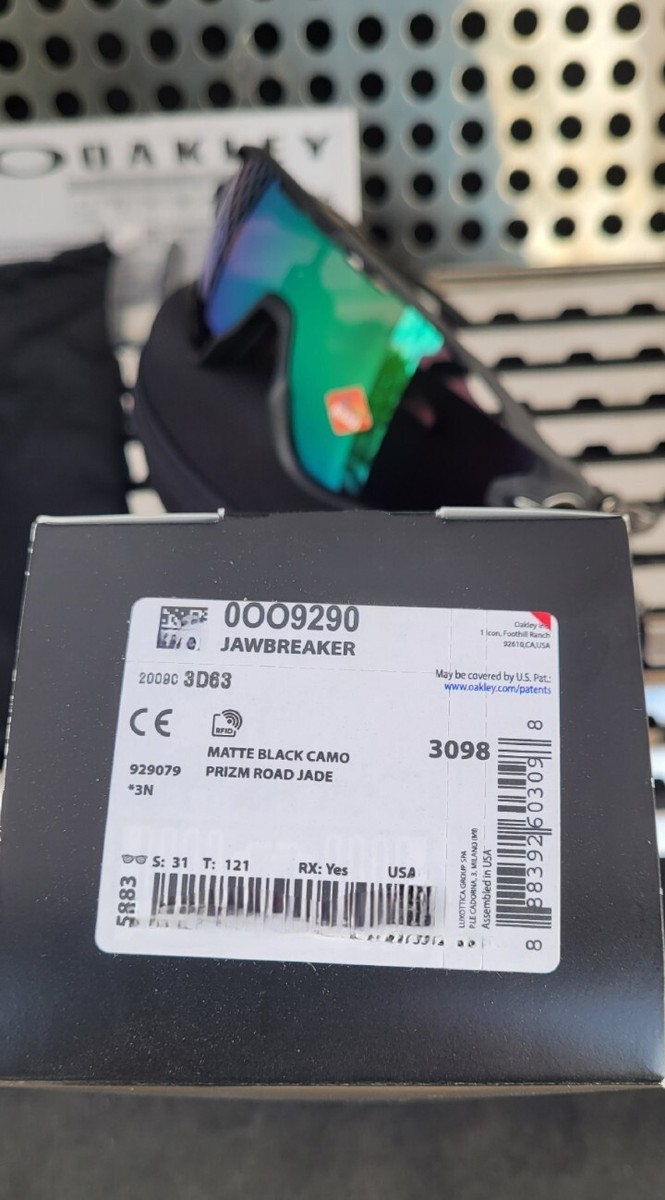 OAKLEY
0OO9290
JAWBREAKER
Oakley
1 Icon, Foothill Ranch
92610,CA,USA
2009C 3D63
May be covered by U.S. Pat.:
www.oakley.com/patents
CE
RFID
MATTE BLACK CAMO
3098
929079 PRIZM ROAD JADE
*3N
S: 31 T: 121 RX: Yes USA
5883
LUXOTTICA GROUP SPA
P.LE CADORNA, 3, MILANO (MI)
Assembled in USA
8 88392 60309 8